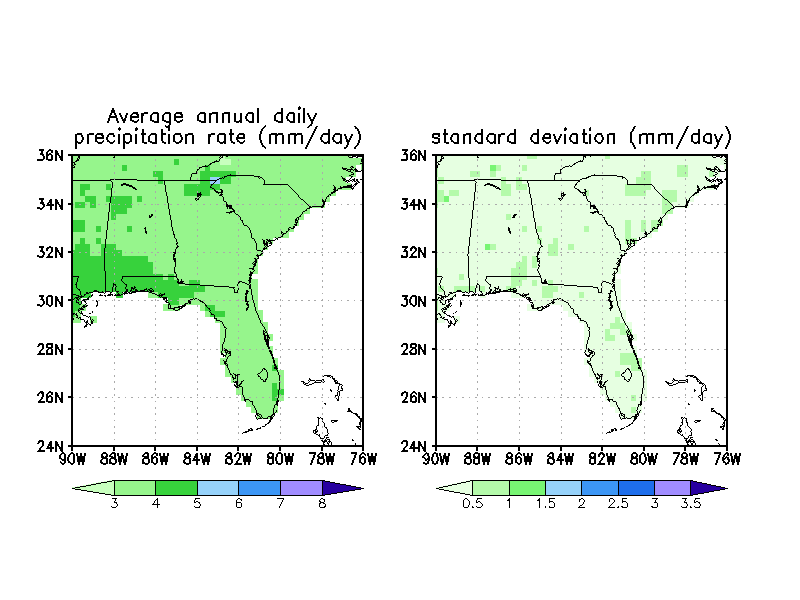 Average annual daily
precipitation rate (mm/day)
standard deviation (mm/day)
36N
34N
32N
30N
28N
26N
24N
90W 88W 86W 84W 82W 80W 78W 76W
3 4 5 6 7 8
36N
34N
32N
30N
28N
26N
24N
90W 88W 86W 84W 82W 80W 78W 76W
0.5 1 1.5 2 2.5 3 3.5